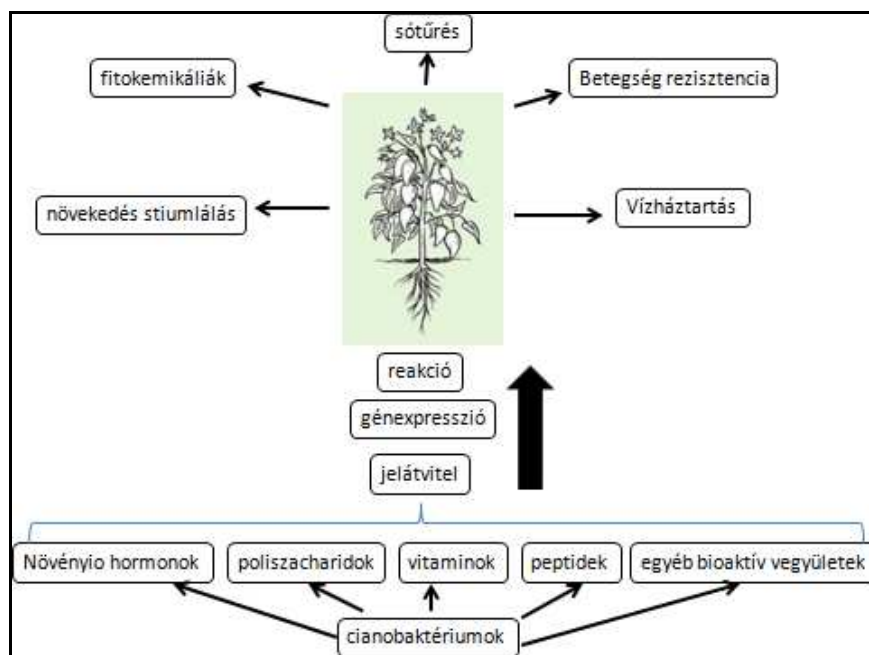 sótűrés
fitokemikáliák
Betegség rezisztencia
növekedés stiumlálás
Vízháztartás
reakció
génexpresszió
jelátvitel
Növényio hormonok
poliszacharidok
vitaminok
peptidek
egyéb bioaktív vegyületek
cianobaktériumok